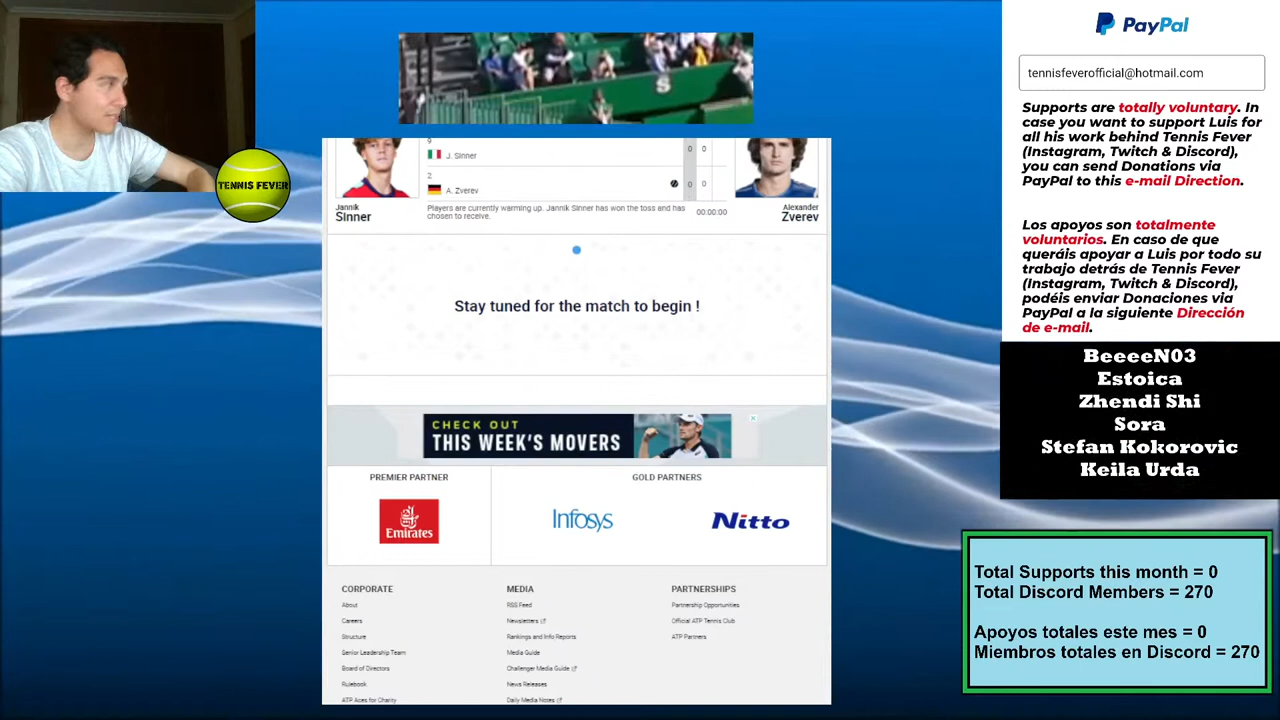 TENNIS FEVER
S
9
J. Sinner 0 0
2
A. Zverev 0 0
Jannik
Sinner
Players are currently warming up. Jannik Sinner has won the toss and has
chosen to receive.
00:00:00
Alexander
Zverev
Stay tuned for the match to begin !
CHECK OUT
THIS WEEK'S MOVERS
PREMIER PARTNER
GOLD PARTNERS
Emirates
Infosys
Nitto
CORPORATE
About
Careers
Structure
Senior Leadership Team
Board of Directors
Rulebook
ATP Aces for Charity
MEDIA
RSS Feed
Newsletters
Rankings and Info Reports
Media Guide
Challenger Media Guide
News Releases
Daily Media Notes
PARTNERSHIPS
Partnership Opportunities
Official ATP Tennis Club
ATP Partners
PayPal
tennisfeverofficial@hotmail.com
Supports are totally voluntary. In
case you want to support Luis for
all his work behind Tennis Fever
(Instagram, Twitch & Discord),
you can send Donations via
PayPal to this e-mail Direction.
Los apoyos son totalmente
voluntarios. En caso de que
queráis apoyar a Luis por todo su
trabajo detrás de Tennis Fever
(Instagram, Twitch & Discord),
podéis enviar Donaciones via
PayPal a la siguiente Dirección
de e-mail.
BeeeeN03
Estoica
Zhendi Shi
Sora
Stefan Kokorovic
Keila Urda
Total Supports this month = 0
Total Discord Members = 270
Apoyos totales este mes = 0
Miembros totales en Discord = 270